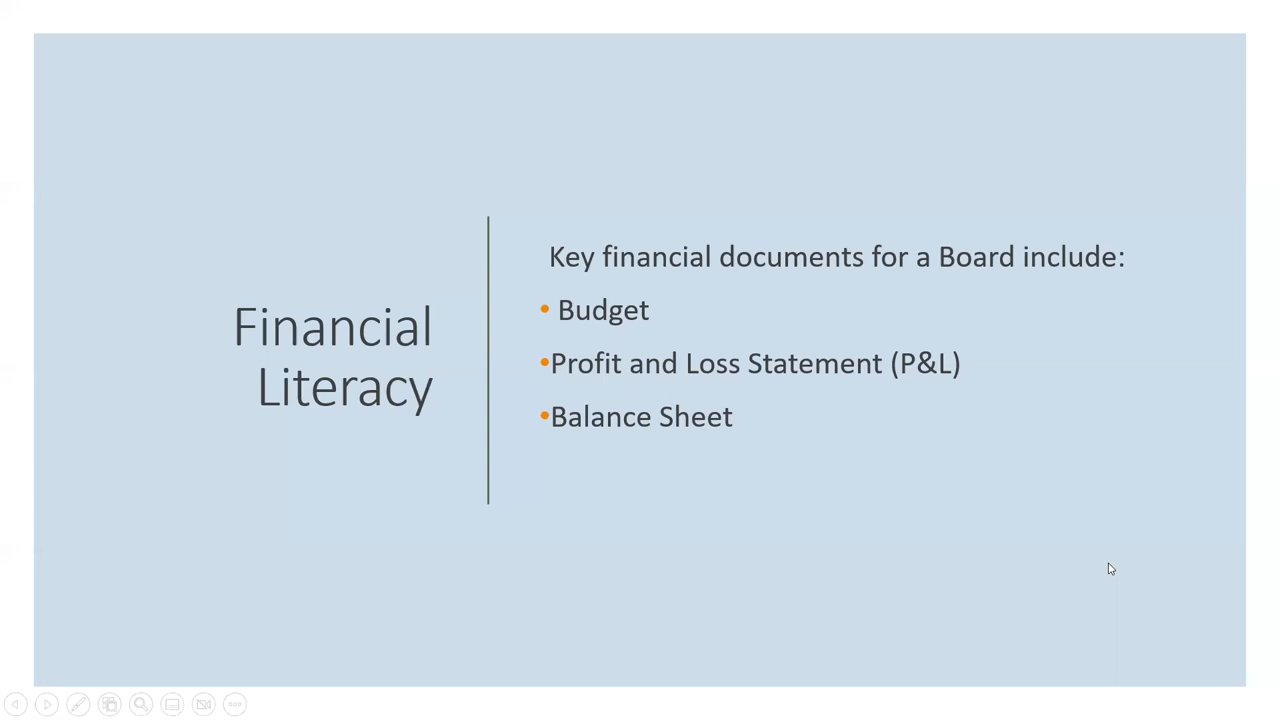 Financial
Literacy
Key financial documents for a Board include:
• Budget
•Profit and Loss Statement (P&L)
•Balance Sheet